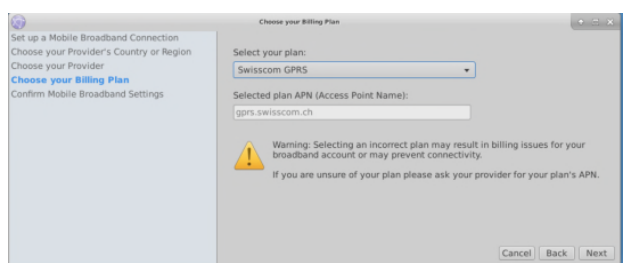 Choose your Billing Plan
Set up a Mobile Broadband Connection
Choose your Provider's Country or Region
Choose your Provider
Choose your Billing Plan
Confirm Mobile Broadband Settings
Select your plan:
Swisscom GPRS
Selected plan APN (Access Point Name):
gprs.swisscom.ch
Warning: Selecting an incorrect plan may result in billing issues for your
broadband account or may prevent connectivity.
If you are unsure of your plan please ask your provider for your plan's APN.
Cancel Back Next